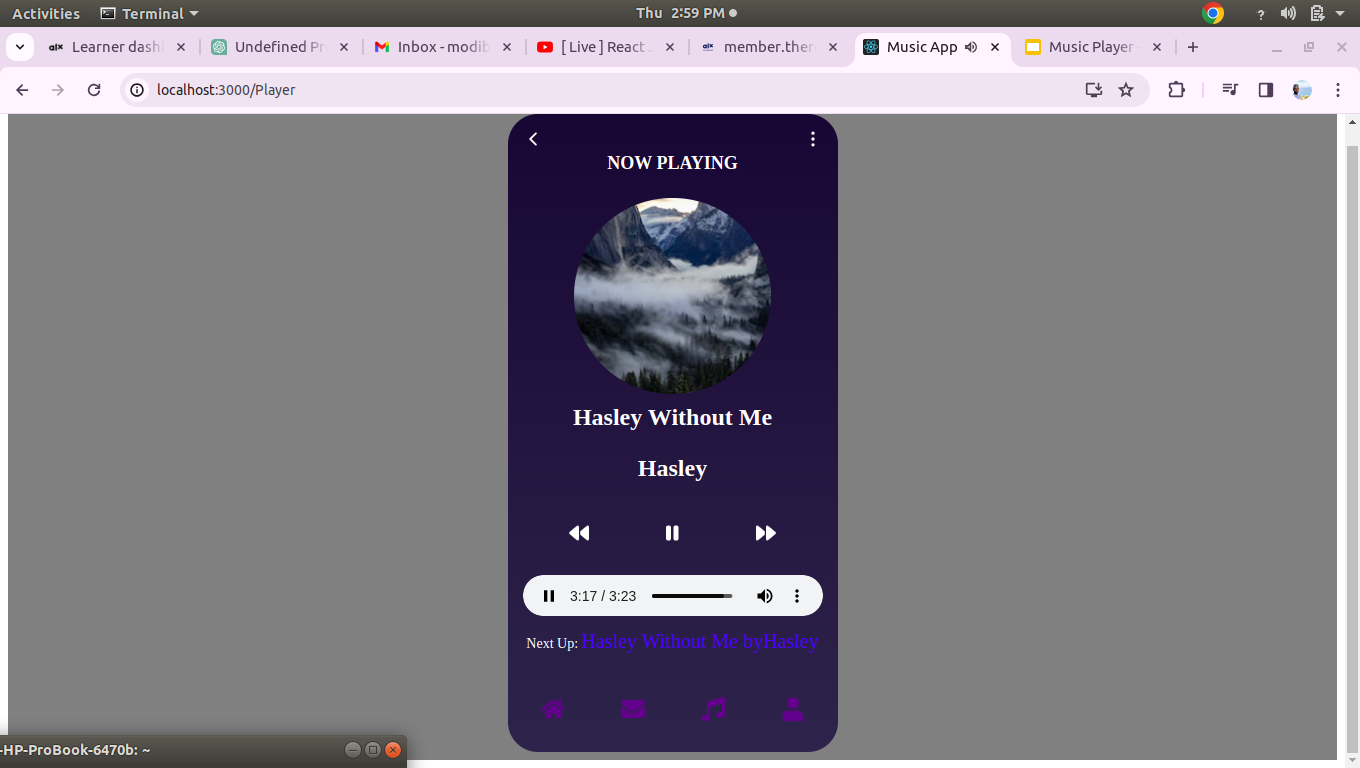 Activities Terminal Thu 2:59 PM
Learner dash Undefined Pr Inbox - modib [ Live ] React member.ther Music App Music Player
localhost:3000/Player
NOW PLAYING
Hasley Without Me
Hasley
3:17 / 3:23
Next Up: Hasley Without Me byHasley
-HP-ProBook-6470b: ~